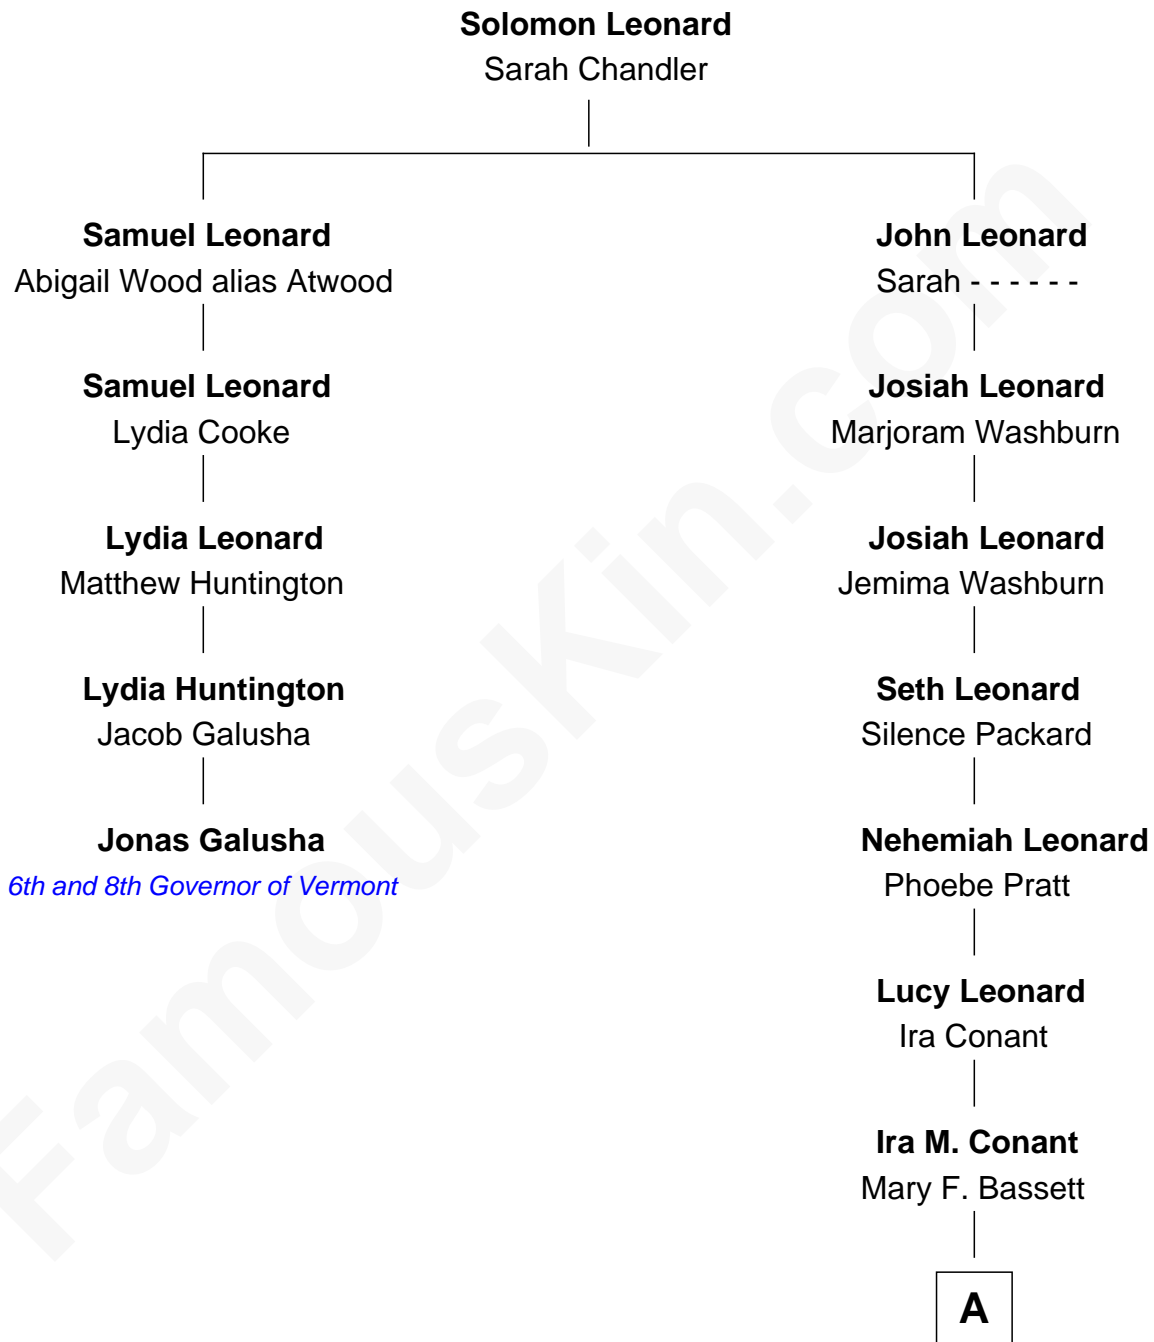 Solomon Leonard
Sarah Chandler
Samuel Leonard
Abigail Wood alias Atwood
Samuel Leonard
Lydia Cooke
Lydia Leonard
Matthew Huntington
Lydia Huntington
Jacob Galusha
Jonas Galusha
6th and 8th Governor of Vermont
John Leonard
Sarah - - - - - -
Josiah Leonard
Marjoram Washburn
Josiah Leonard
Jemima Washburn
Seth Leonard
Silence Packard
Nehemiah Leonard
Phoebe Pratt
Lucy Leonard
Ira Conant
Ira M. Conant
Mary F. Bassett
A
FamousKin.com